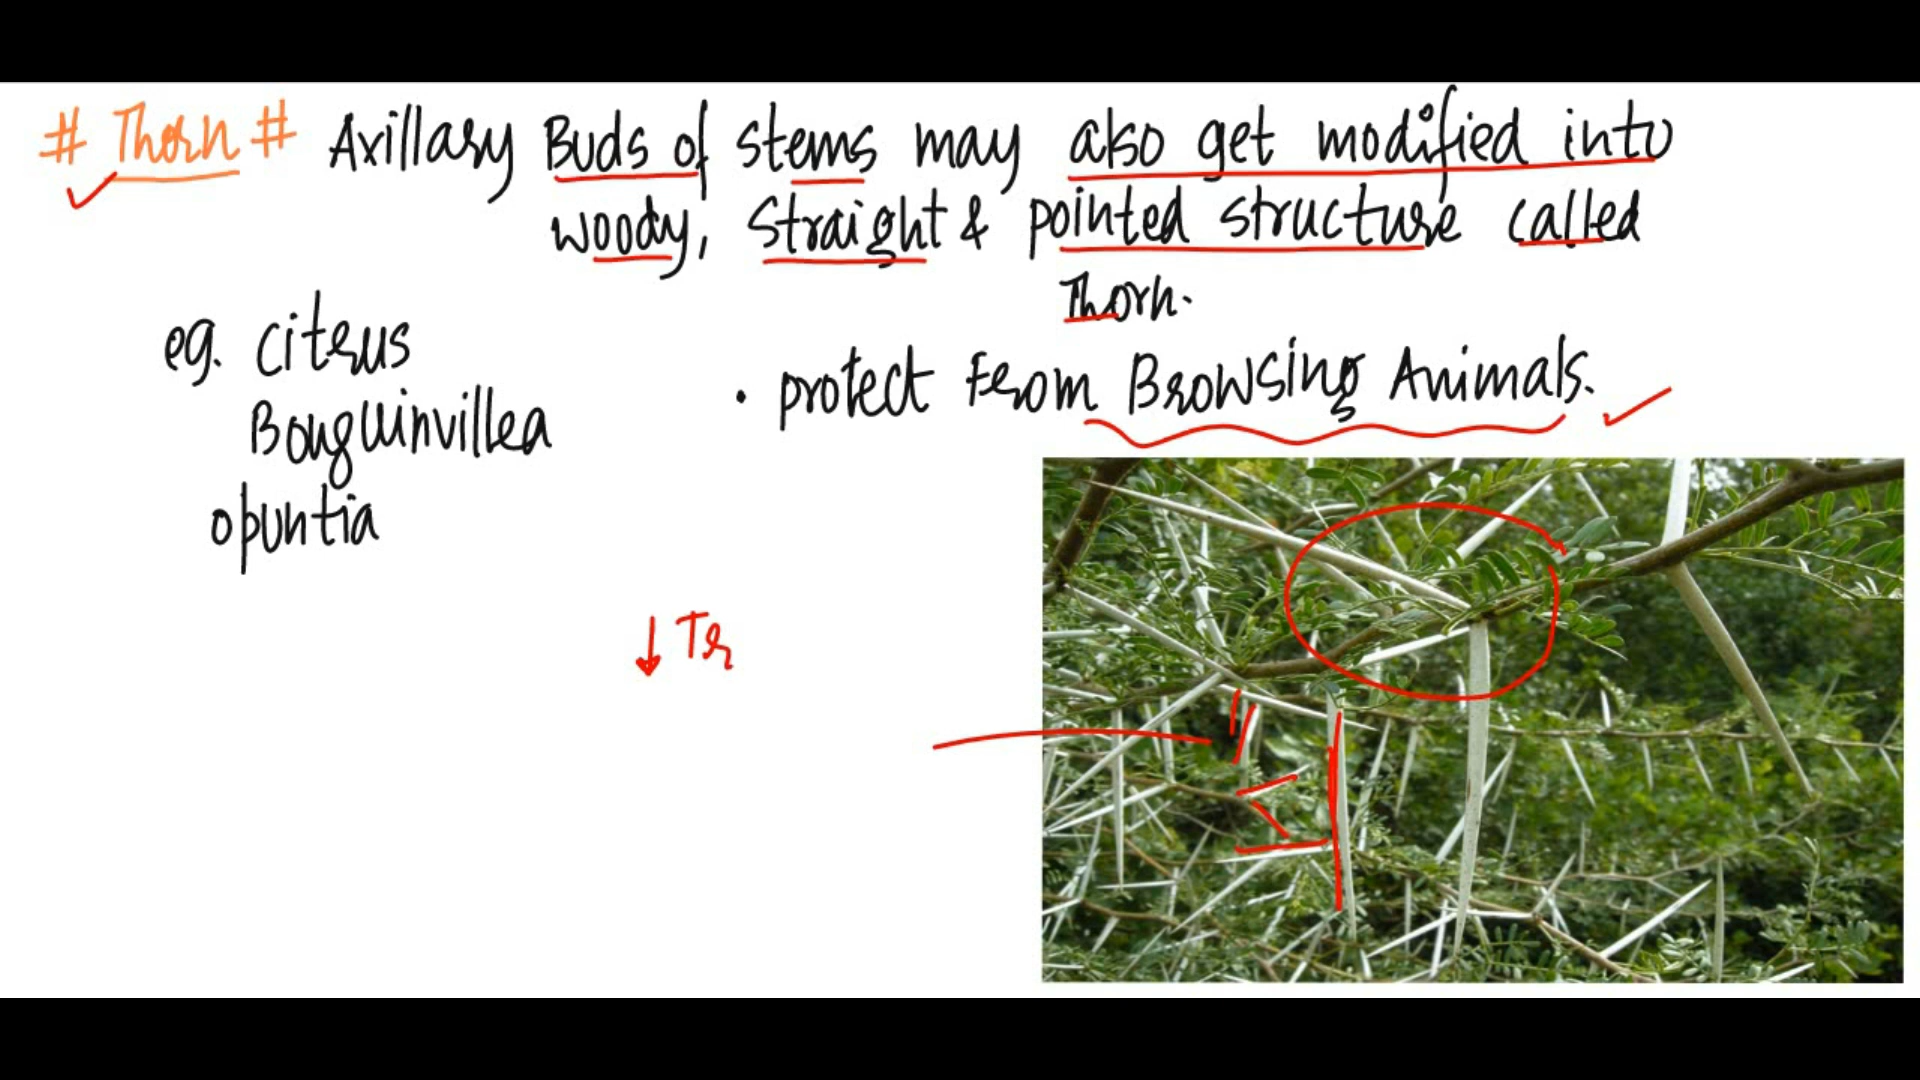 # Thorn # Axillary Buds of stems may also get modified into
woody, Straight & pointed structure called
Thorn.
eg. citrus
Bouguinvillea
opuntia
• protect From Browsing Animals.
↓ Tr